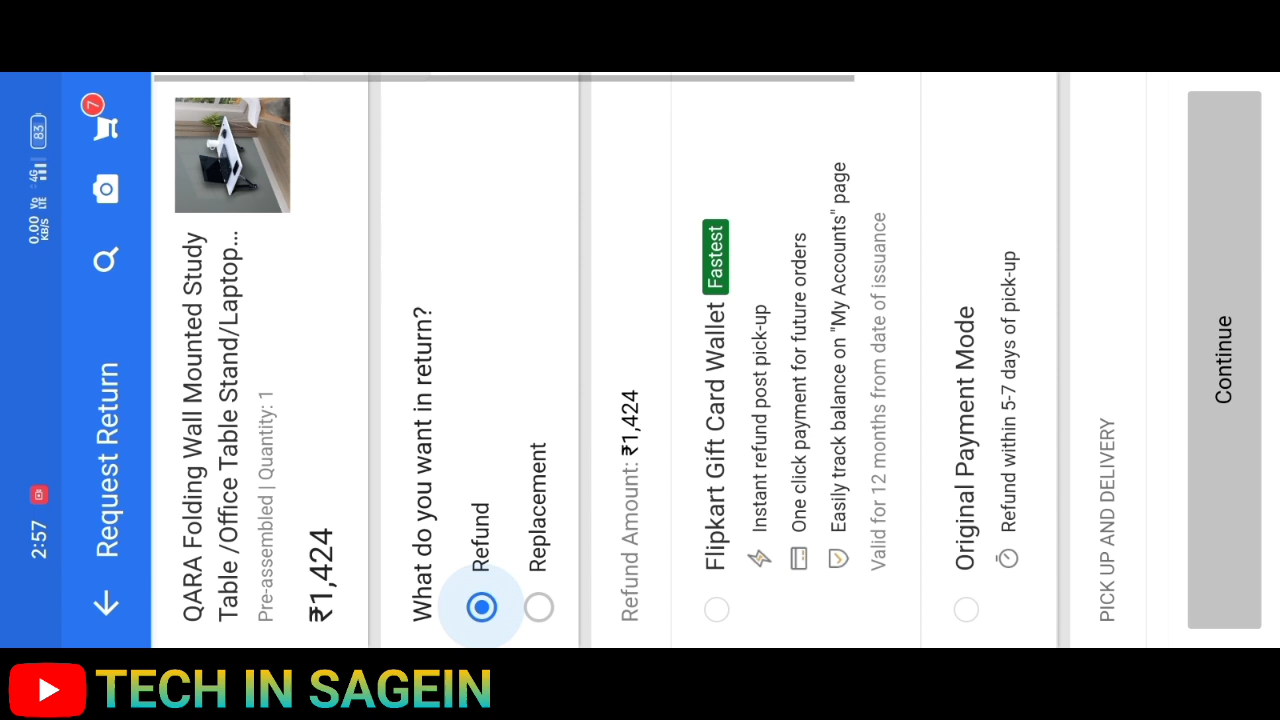 2:57
0.00 KB/S Vo LTE 4G 83
Request Return
7
QARA Folding Wall Mounted Study
Table /Office Table Stand/Laptop...
Pre-assembled | Quantity: 1
₹1,424
What do you want in return?
Refund
Replacement
Refund Amount: ₹1,424
Flipkart Gift Card Wallet Fastest
Instant refund post pick-up
One click payment for future orders
Easily track balance on "My Accounts" page
Valid for 12 months from date of issuance
Original Payment Mode
Refund within 5-7 days of pick-up
PICK UP AND DELIVERY
Continue
TECH IN SAGEIN